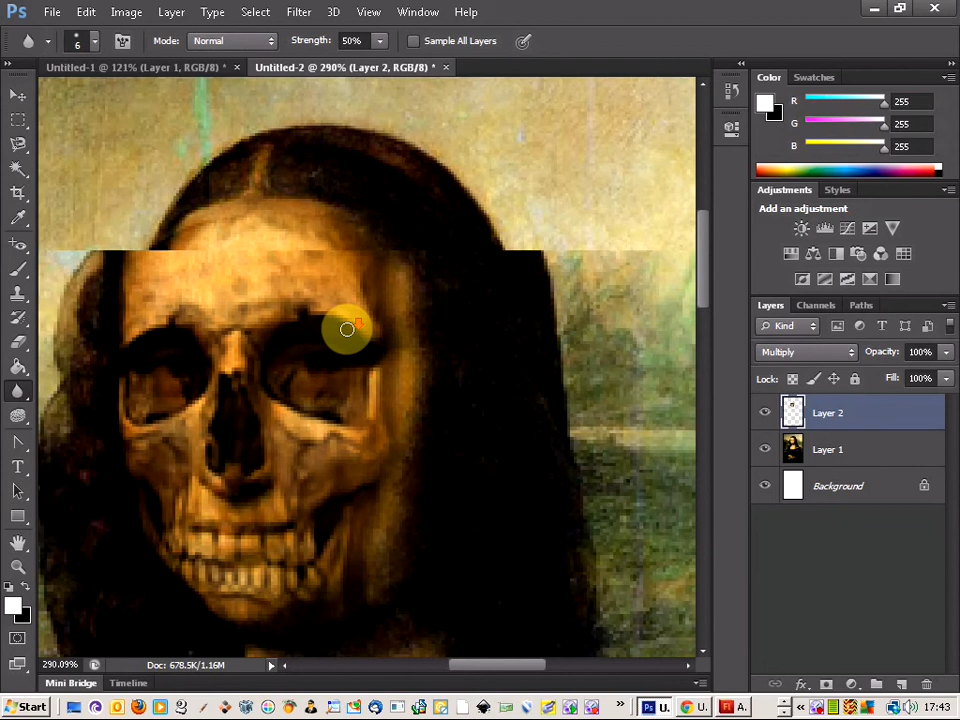 Ps File Edit Image Layer Type Select Filter 3D View Window Help
6 Mode: Normal Strength: 50% Sample All Layers
Untitled-1 @ 121% (Layer 1, RGB/8) * × Untitled-2 @ 290% (Layer 2, RGB/8) * ×
Color Swatches
R 255
G 255
B 255
Adjustments Styles
Add an adjustment
Layers Channels Paths
Kind
Multiply Opacity: 100%
Lock: Fill: 100%
Layer 2
Layer 1
Background
290.09% Doc: 678.5K/1.16M
Mini Bridge Timeline
Start Ps U. U. Fl A. 17:43